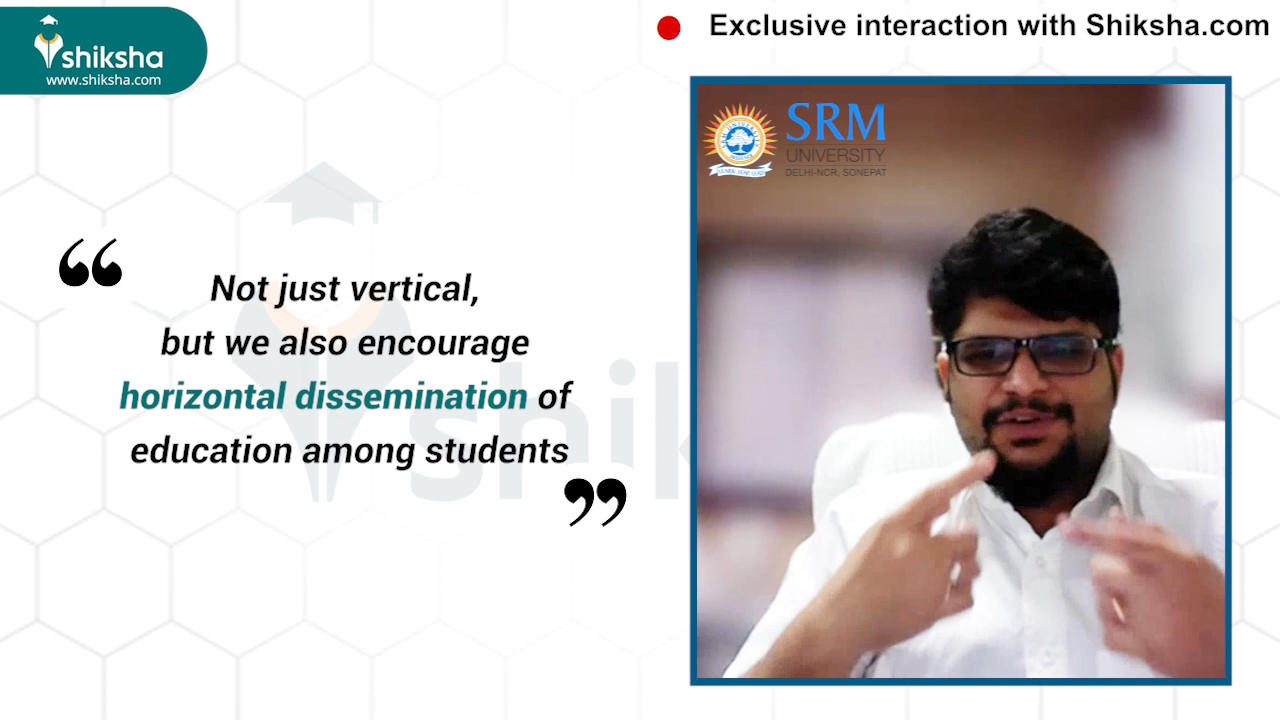 shiksha
www.shiksha.com
Exclusive interaction with Shiksha.com
SRM
UNIVERSITY
DELHI-NCR, SONEPAT
“
Not just vertical,
but we also encourage
horizontal dissemination of
education among students
”
shik